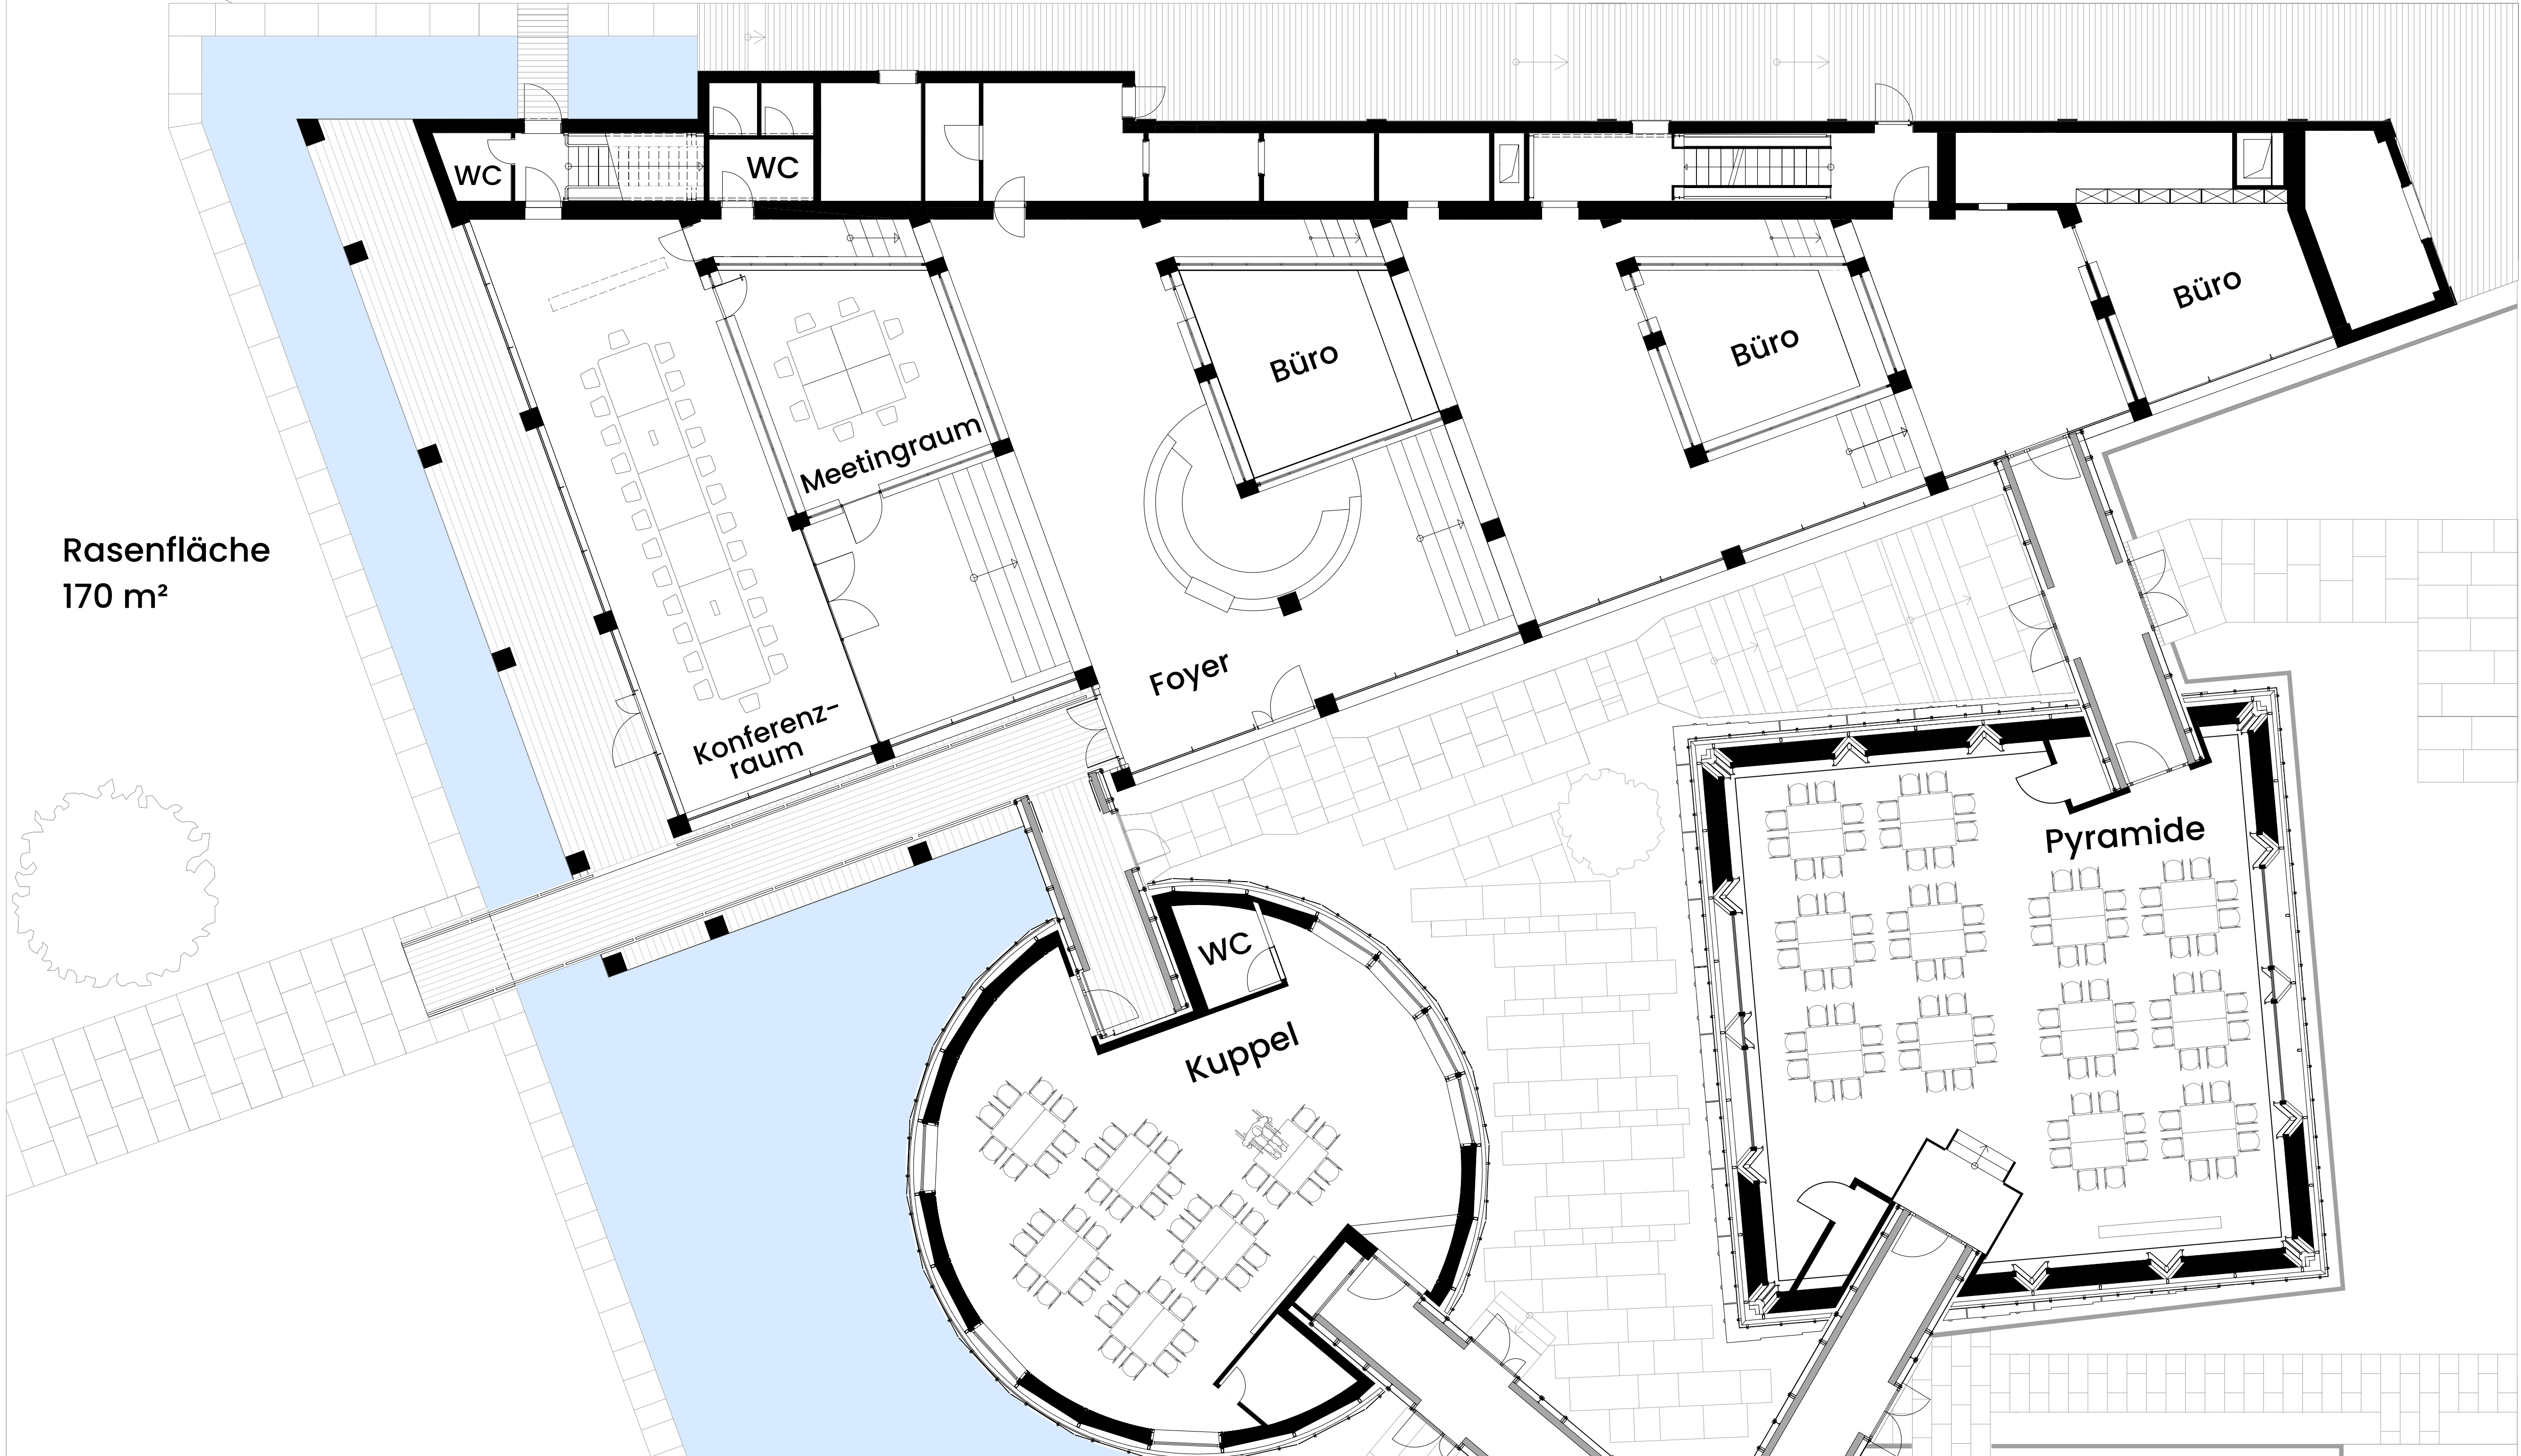 WC
WC
Büro
Büro
Büro
Meetingraum
Rasenfläche
170 m²
Foyer
Konferenz-
raum
Pyramide
WC
Kuppel